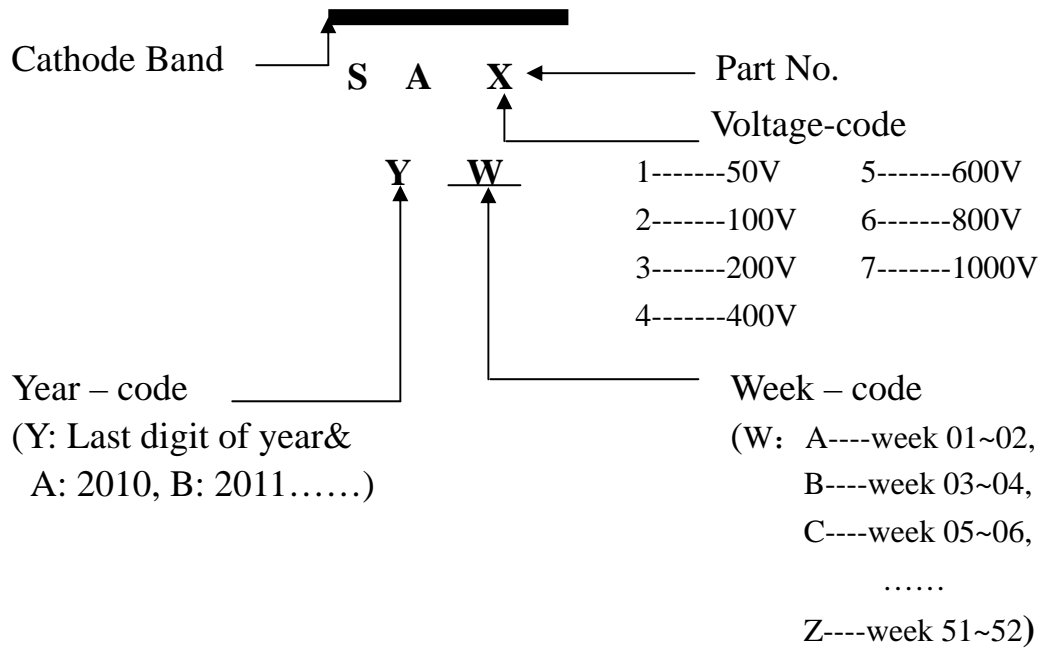 Cathode Band
S A X
Part No.
Voltage-code
Y W
1-------50V 5-------600V
2-------100V 6-------800V
3-------200V 7-------1000V
4-------400V
Year – code
(Y: Last digit of year&
A: 2010, B: 2011……)
Week – code
(W：A----week 01~02,
B----week 03~04,
C----week 05~06,
……
Z----week 51~52)